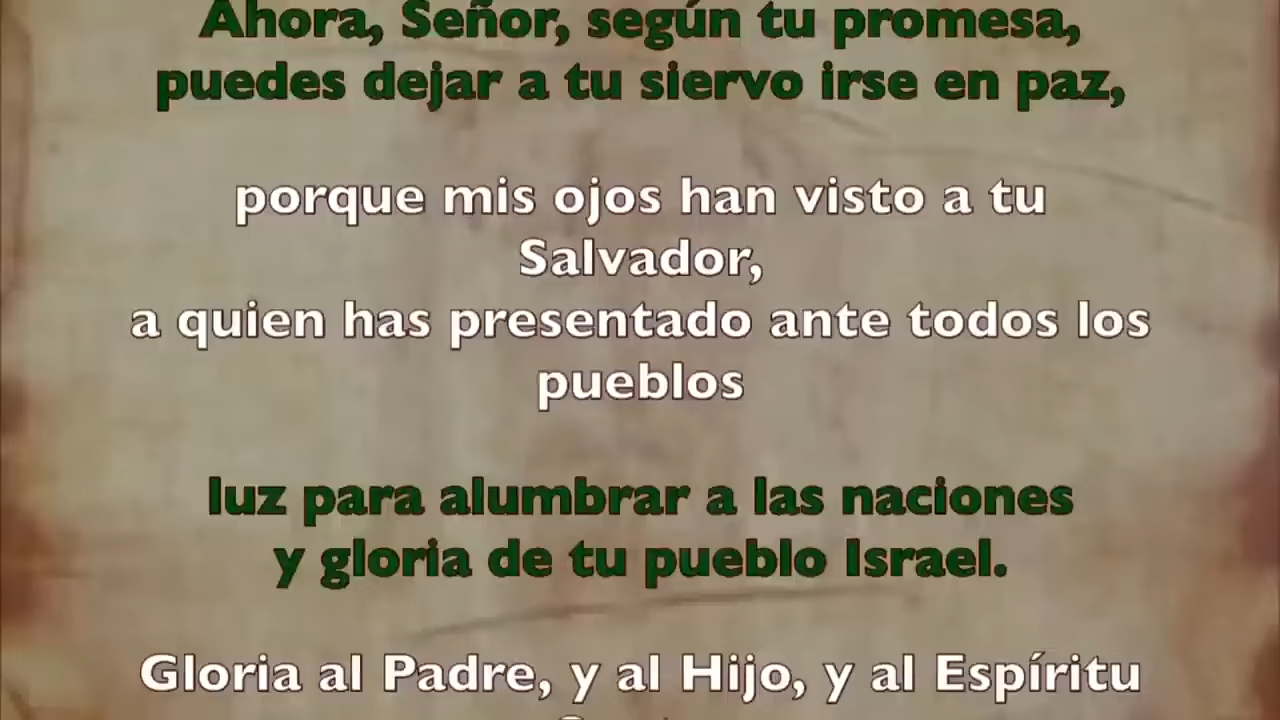 Ahora, Señor, según tu promesa,
puedes dejar a tu siervo irse en paz,
porque mis ojos han visto a tu
Salvador,
a quien has presentado ante todos los
pueblos
luz para alumbrar a las naciones
y gloria de tu pueblo Israel.
Gloria al Padre, y al Hijo, y al Espíritu